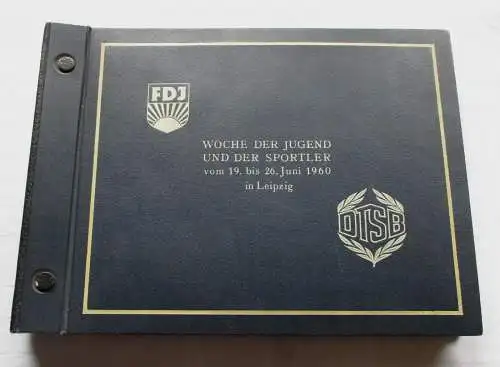 FDJ
WOCHE DER JUGEND
UND DER SPORTLER
vom 19. bis 26. Juni 1960
in Leipzig
DTSB